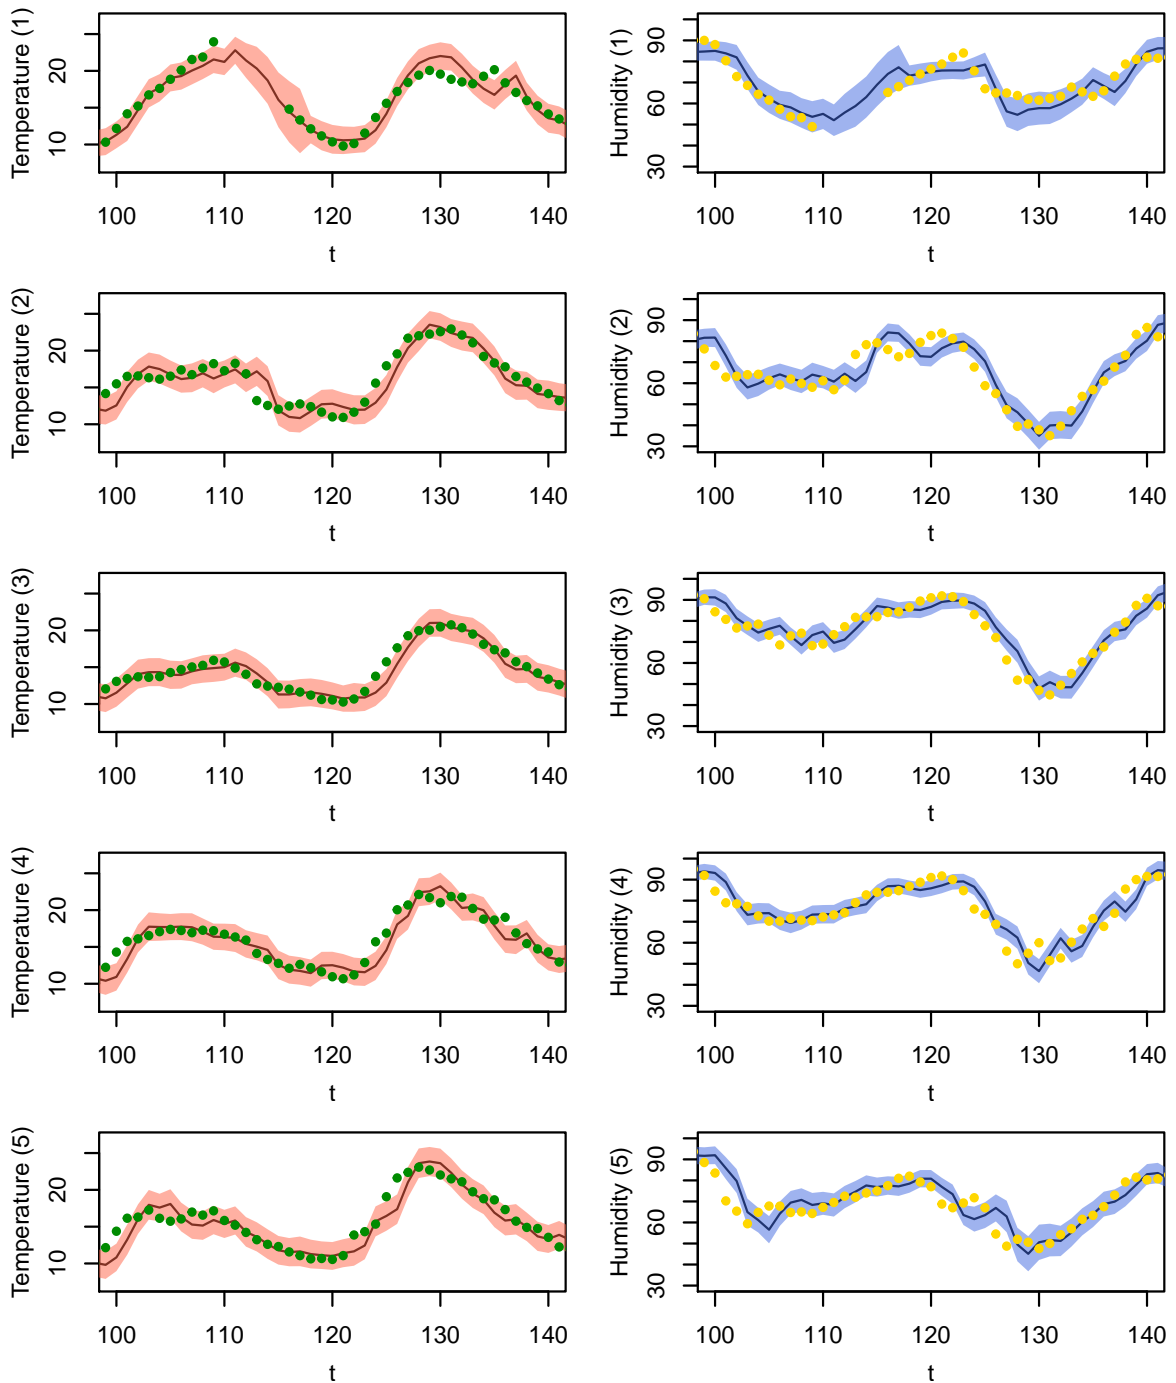 Temperature (1)
10 20
100 110 120 130 140
t
Humidity (1)
30 60 90
100 110 120 130 140
t
Temperature (2)
10 20
100 110 120 130 140
t
Humidity (2)
30 60 90
100 110 120 130 140
t
Temperature (3)
10 20
100 110 120 130 140
t
Humidity (3)
30 60 90
100 110 120 130 140
t
Temperature (4)
10 20
100 110 120 130 140
t
Humidity (4)
30 60 90
100 110 120 130 140
t
Temperature (5)
10 20
100 110 120 130 140
t
Humidity (5)
30 60 90
100 110 120 130 140
t